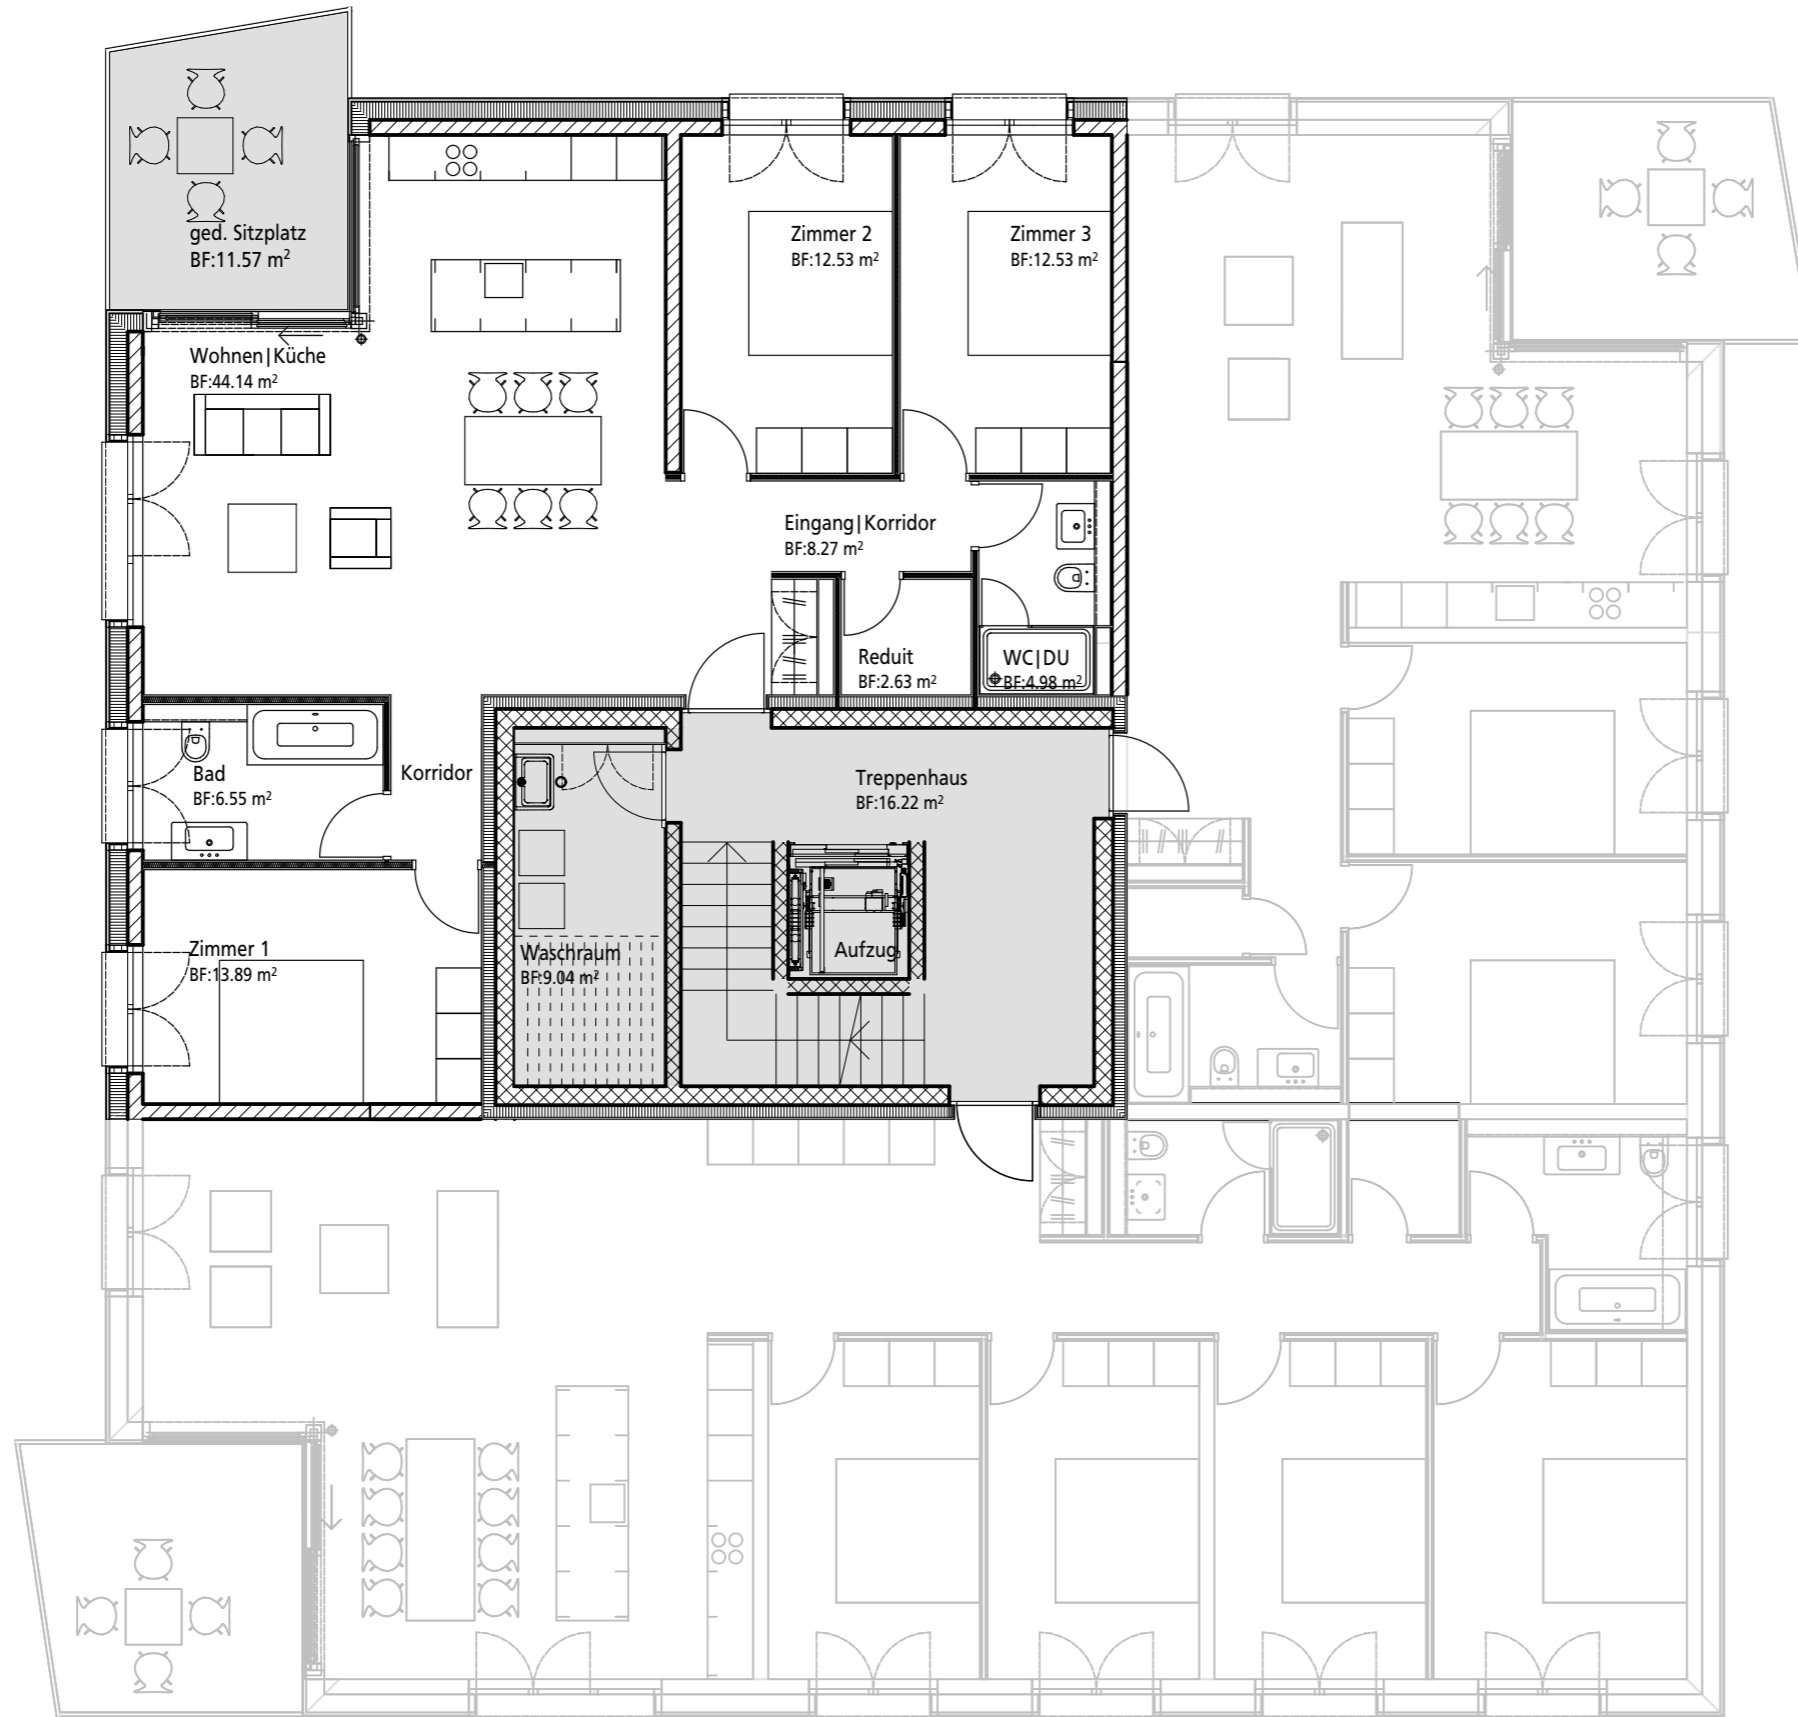 ged. Sitzplatz
BF:11.57 m²
Zimmer 2
BF:12.53 m²
Zimmer 3
BF:12.53 m²
Wohnen|Küche
BF:44.14 m²
Eingang|Korridor
BF:8.27 m²
Reduit
BF:2.63 m²
WC|DU
BF:4.98 m²
Bad
BF:6.55 m²
Korridor
Treppenhaus
BF:16.22 m²
Zimmer 1
BF:13.89 m²
Waschraum
BF:9.04 m²
Aufzug